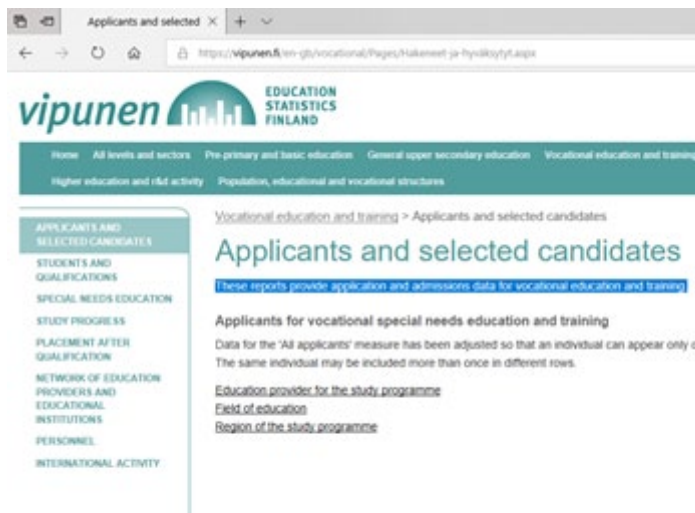 Applicants and selected
https://vipunen.fi/en-gb/vocational/Pages/Hakeneet-ja-hyväksytyt.aspx
vipunen
EDUCATION
STATISTICS
FINLAND
Home All levels and sectors Pre-primary and basic education General upper secondary education Vocational education and training
Higher education and r&d activity Population, educational and vocational structures
APPLICANTS AND
SELECTED CANDIDATES
STUDENTS AND
QUALIFICATIONS
SPECIAL NEEDS EDUCATION
STUDY PROGRESS
PLACEMENT AFTER
QUALIFICATION
NETWORK OF EDUCATION
PROVIDERS AND
EDUCATIONAL
INSTITUTIONS
PERSONNEL
INTERNATIONAL ACTIVITY
Vocational education and training > Applicants and selected candidates
Applicants and selected candidates
These reports provide application and admissions data for vocational education and training.
Applicants for vocational special needs education and training
Data for the 'All applicants' measure has been adjusted so that an individual can appear only
The same individual may be included more than once in different rows.
Education provider for the study programme
Field of education
Region of the study programme